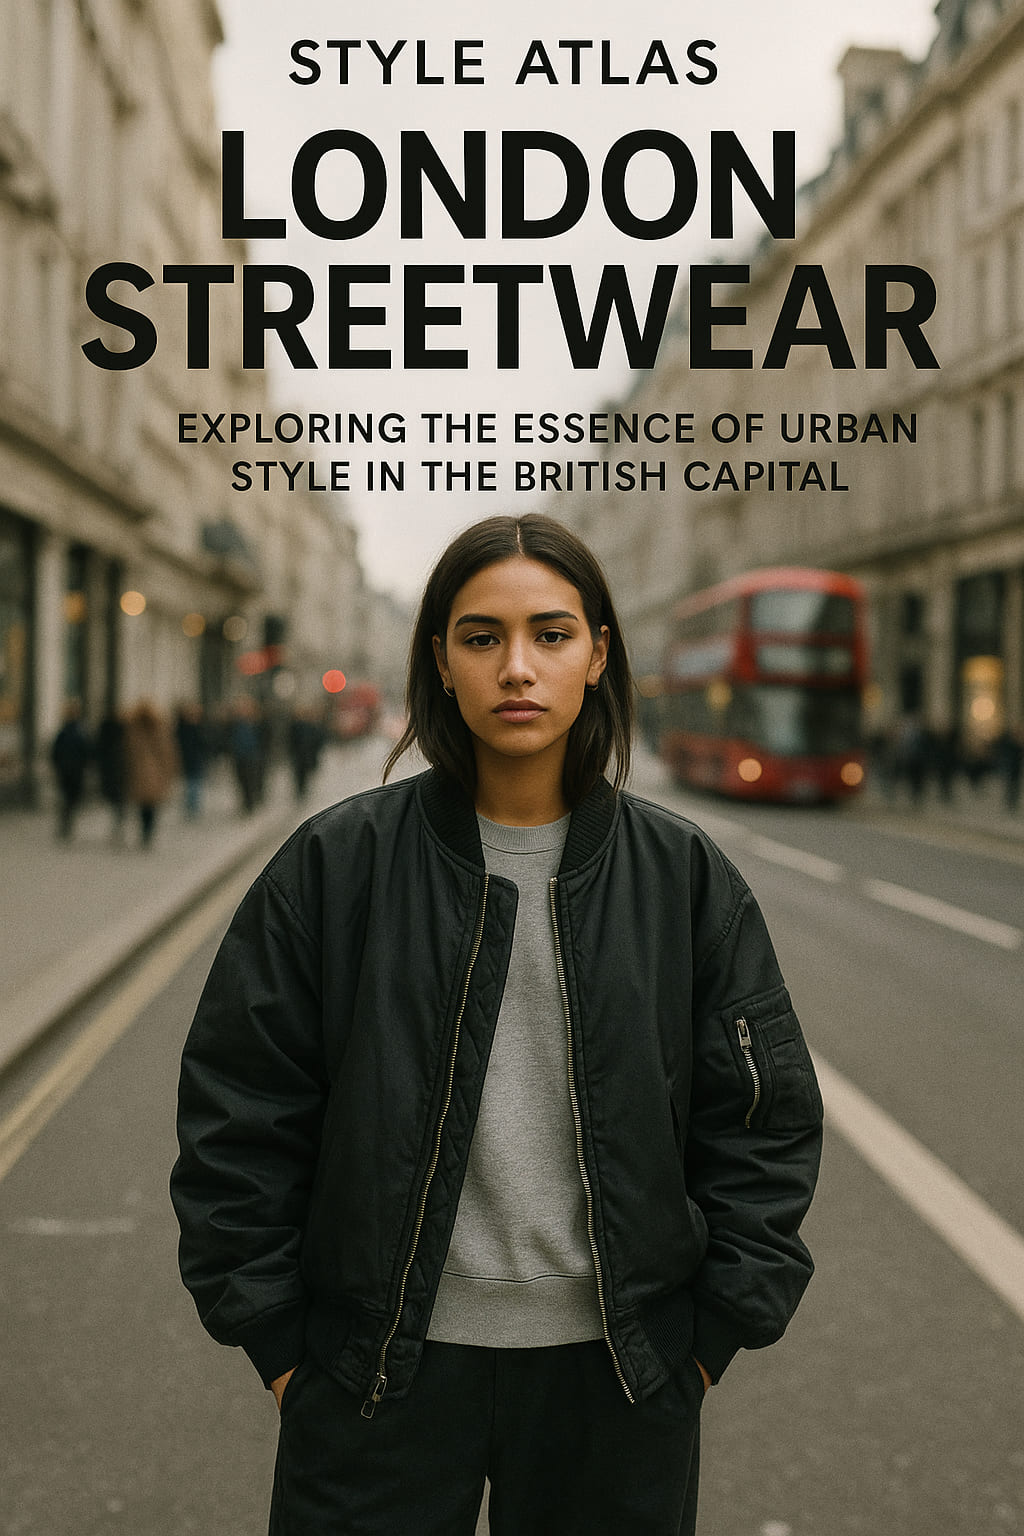 STYLE ATLAS
LONDON
STREETWEAR
EXPLORING THE ESSENCE OF URBAN
STYLE IN THE BRITISH CAPITAL